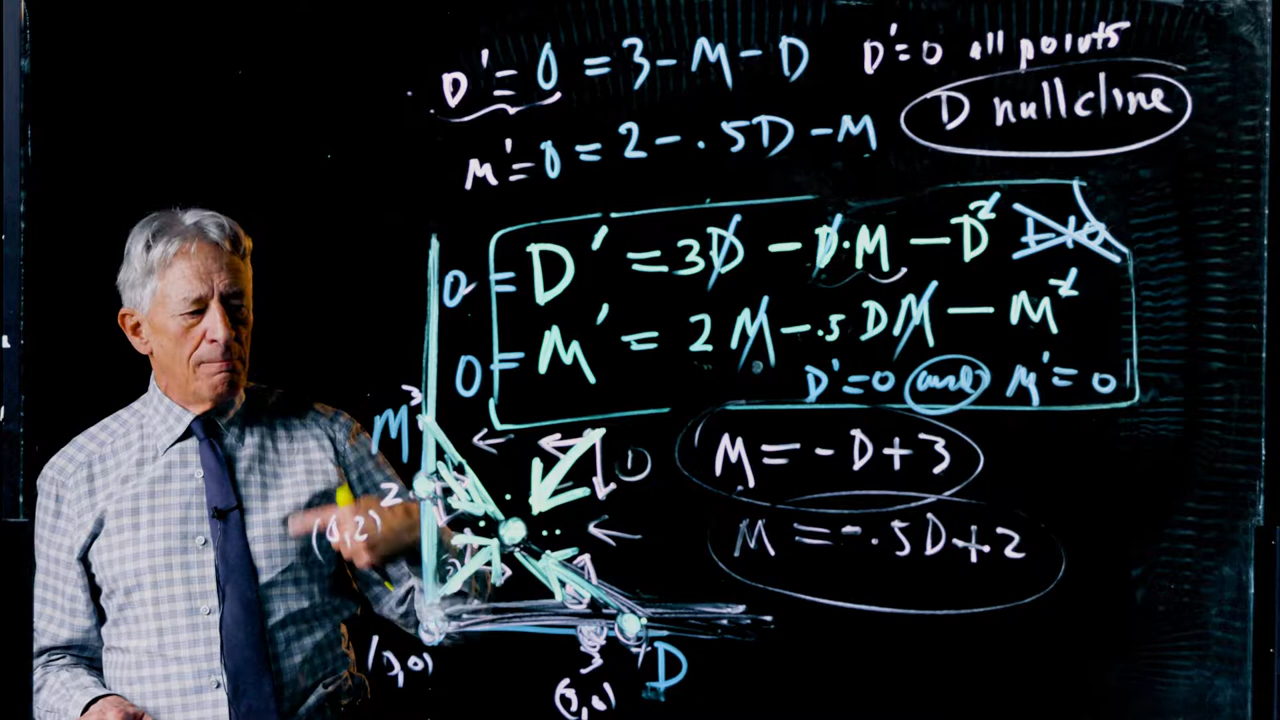 D' = 0 = 3 - M - D
D' = 0 all points
D nullcline
M' = 0 = 2 - .5D - M
0 = D' = 3D - D·M - D²
0 = M' = 2M - .5DM - M²
D' = 0 and M' = 0
M = -D + 3
M = -.5D + 2
3
M
2
(0,2)
D
3
4
D